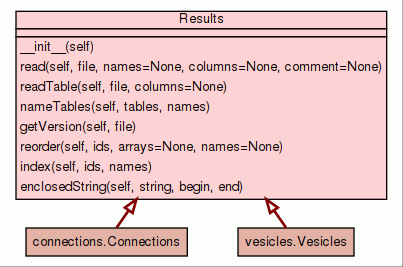 Results
__init__(self)
read(self, file, names=None, columns=None, comment=None)
readTable(self, file, columns=None)
nameTables(self, tables, names)
getVersion(self, file)
reorder(self, ids, arrays=None, names=None)
index(self, ids, names)
enclosedString(self, string, begin, end)
connections.Connections
vesicles.Vesicles